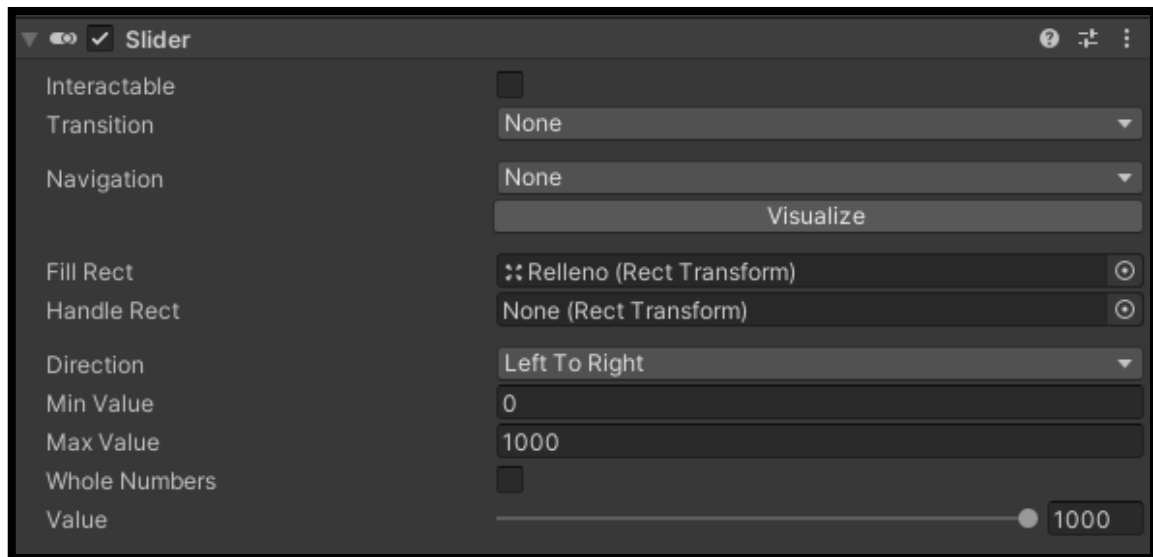 Slider
Interactable
Transition None
Navigation None
Visualize
Fill Rect Relleno (Rect Transform)
Handle Rect None (Rect Transform)
Direction Left To Right
Min Value 0
Max Value 1000
Whole Numbers
Value 1000